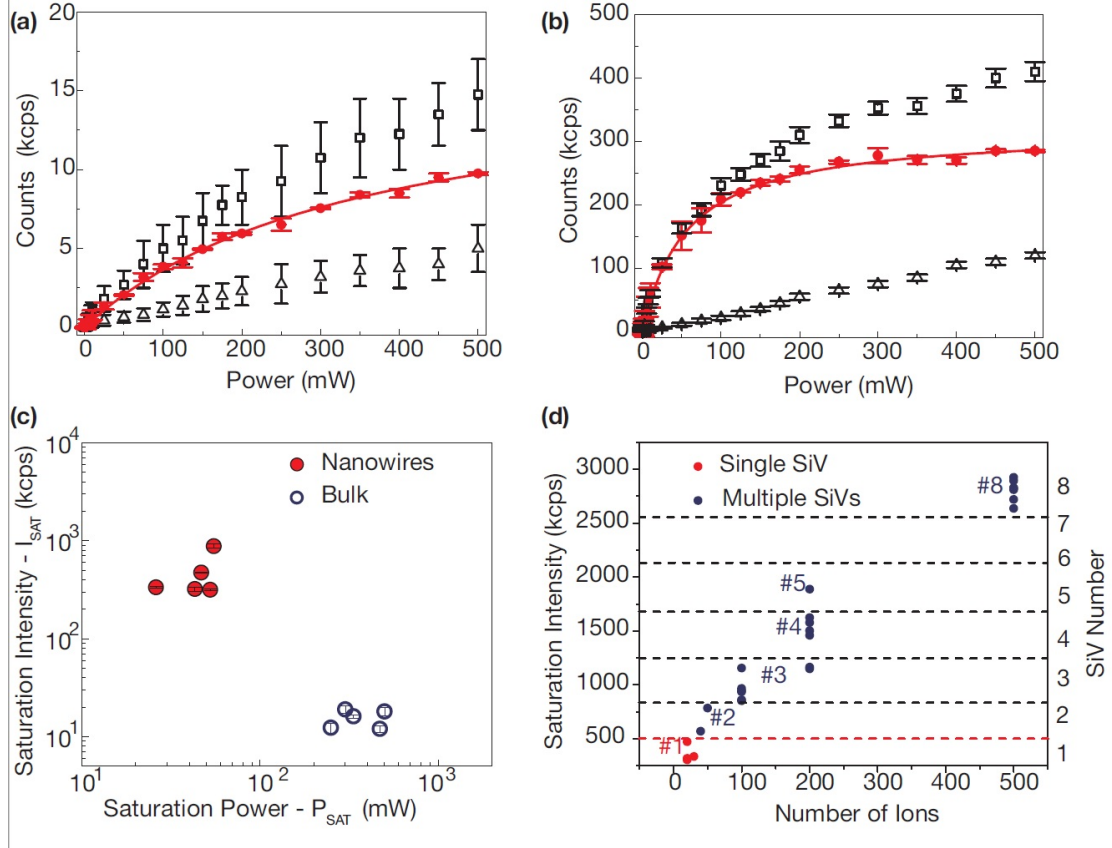 (a)
20
15
10
5
0
Counts (kcps)
0 100 200 300 400 500
Power (mW)
(b)
500
400
300
200
100
0
Counts (kcps)
0 100 200 300 400 500
Power (mW)
(c)
10^4
10^3
10^2
10^1
Saturation Intensity - I_SAT (kcps)
Nanowires
Bulk
10^1 10^2 10^3
Saturation Power - P_SAT (mW)
(d)
3000
2500
2000
1500
1000
500
Saturation Intensity (kcps)
Single SiV
Multiple SiVs
#8
#5
#4
#3
#2
#1
8
7
6
5
4
3
2
1
SiV Number
0 100 200 300 400 500
Number of Ions